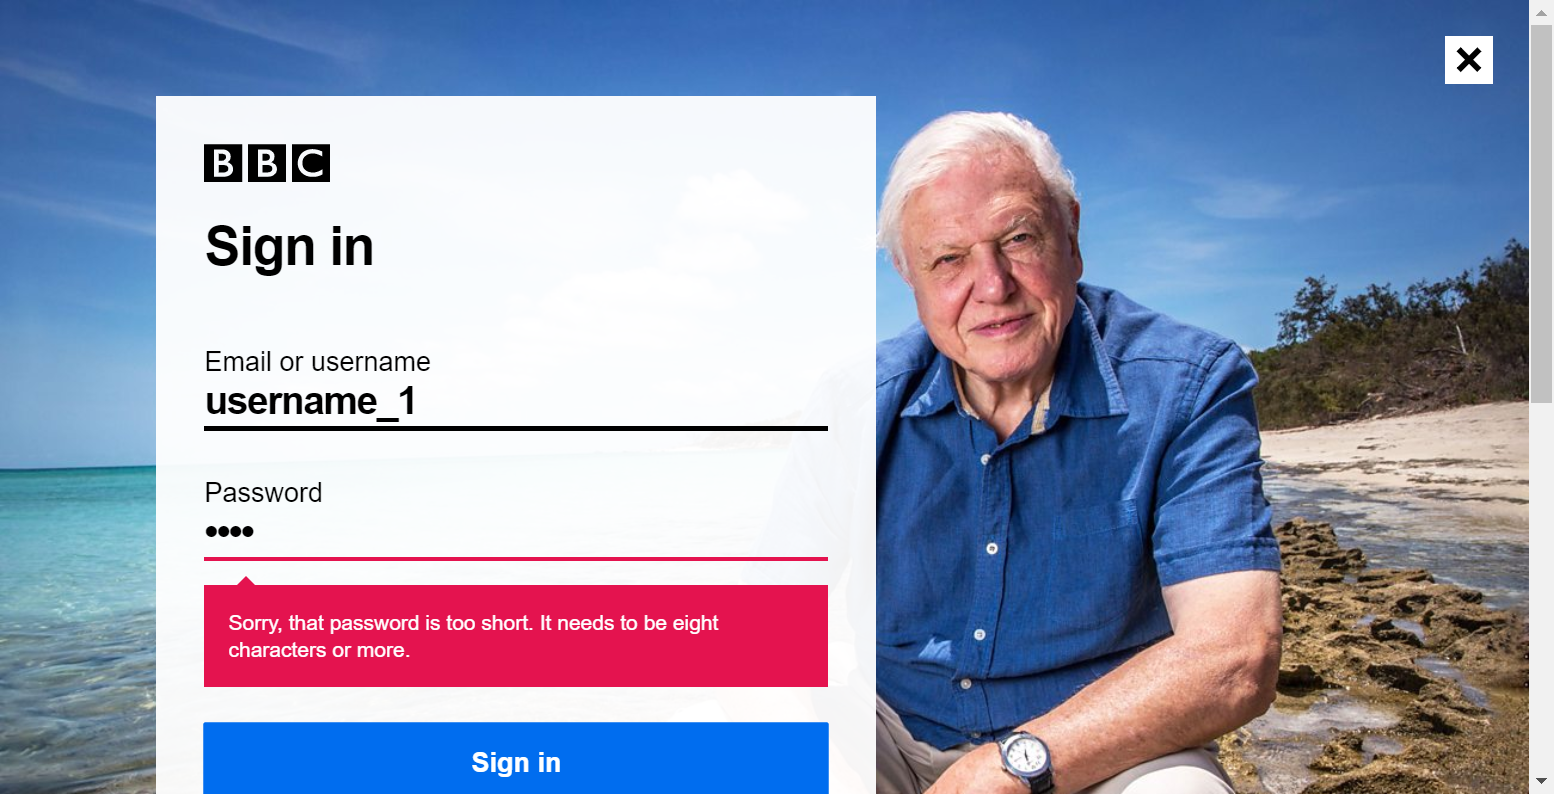 BBC
Sign in
Email or username
username_1
Password
••••
Sorry, that password is too short. It needs to be eight
characters or more.
Sign in